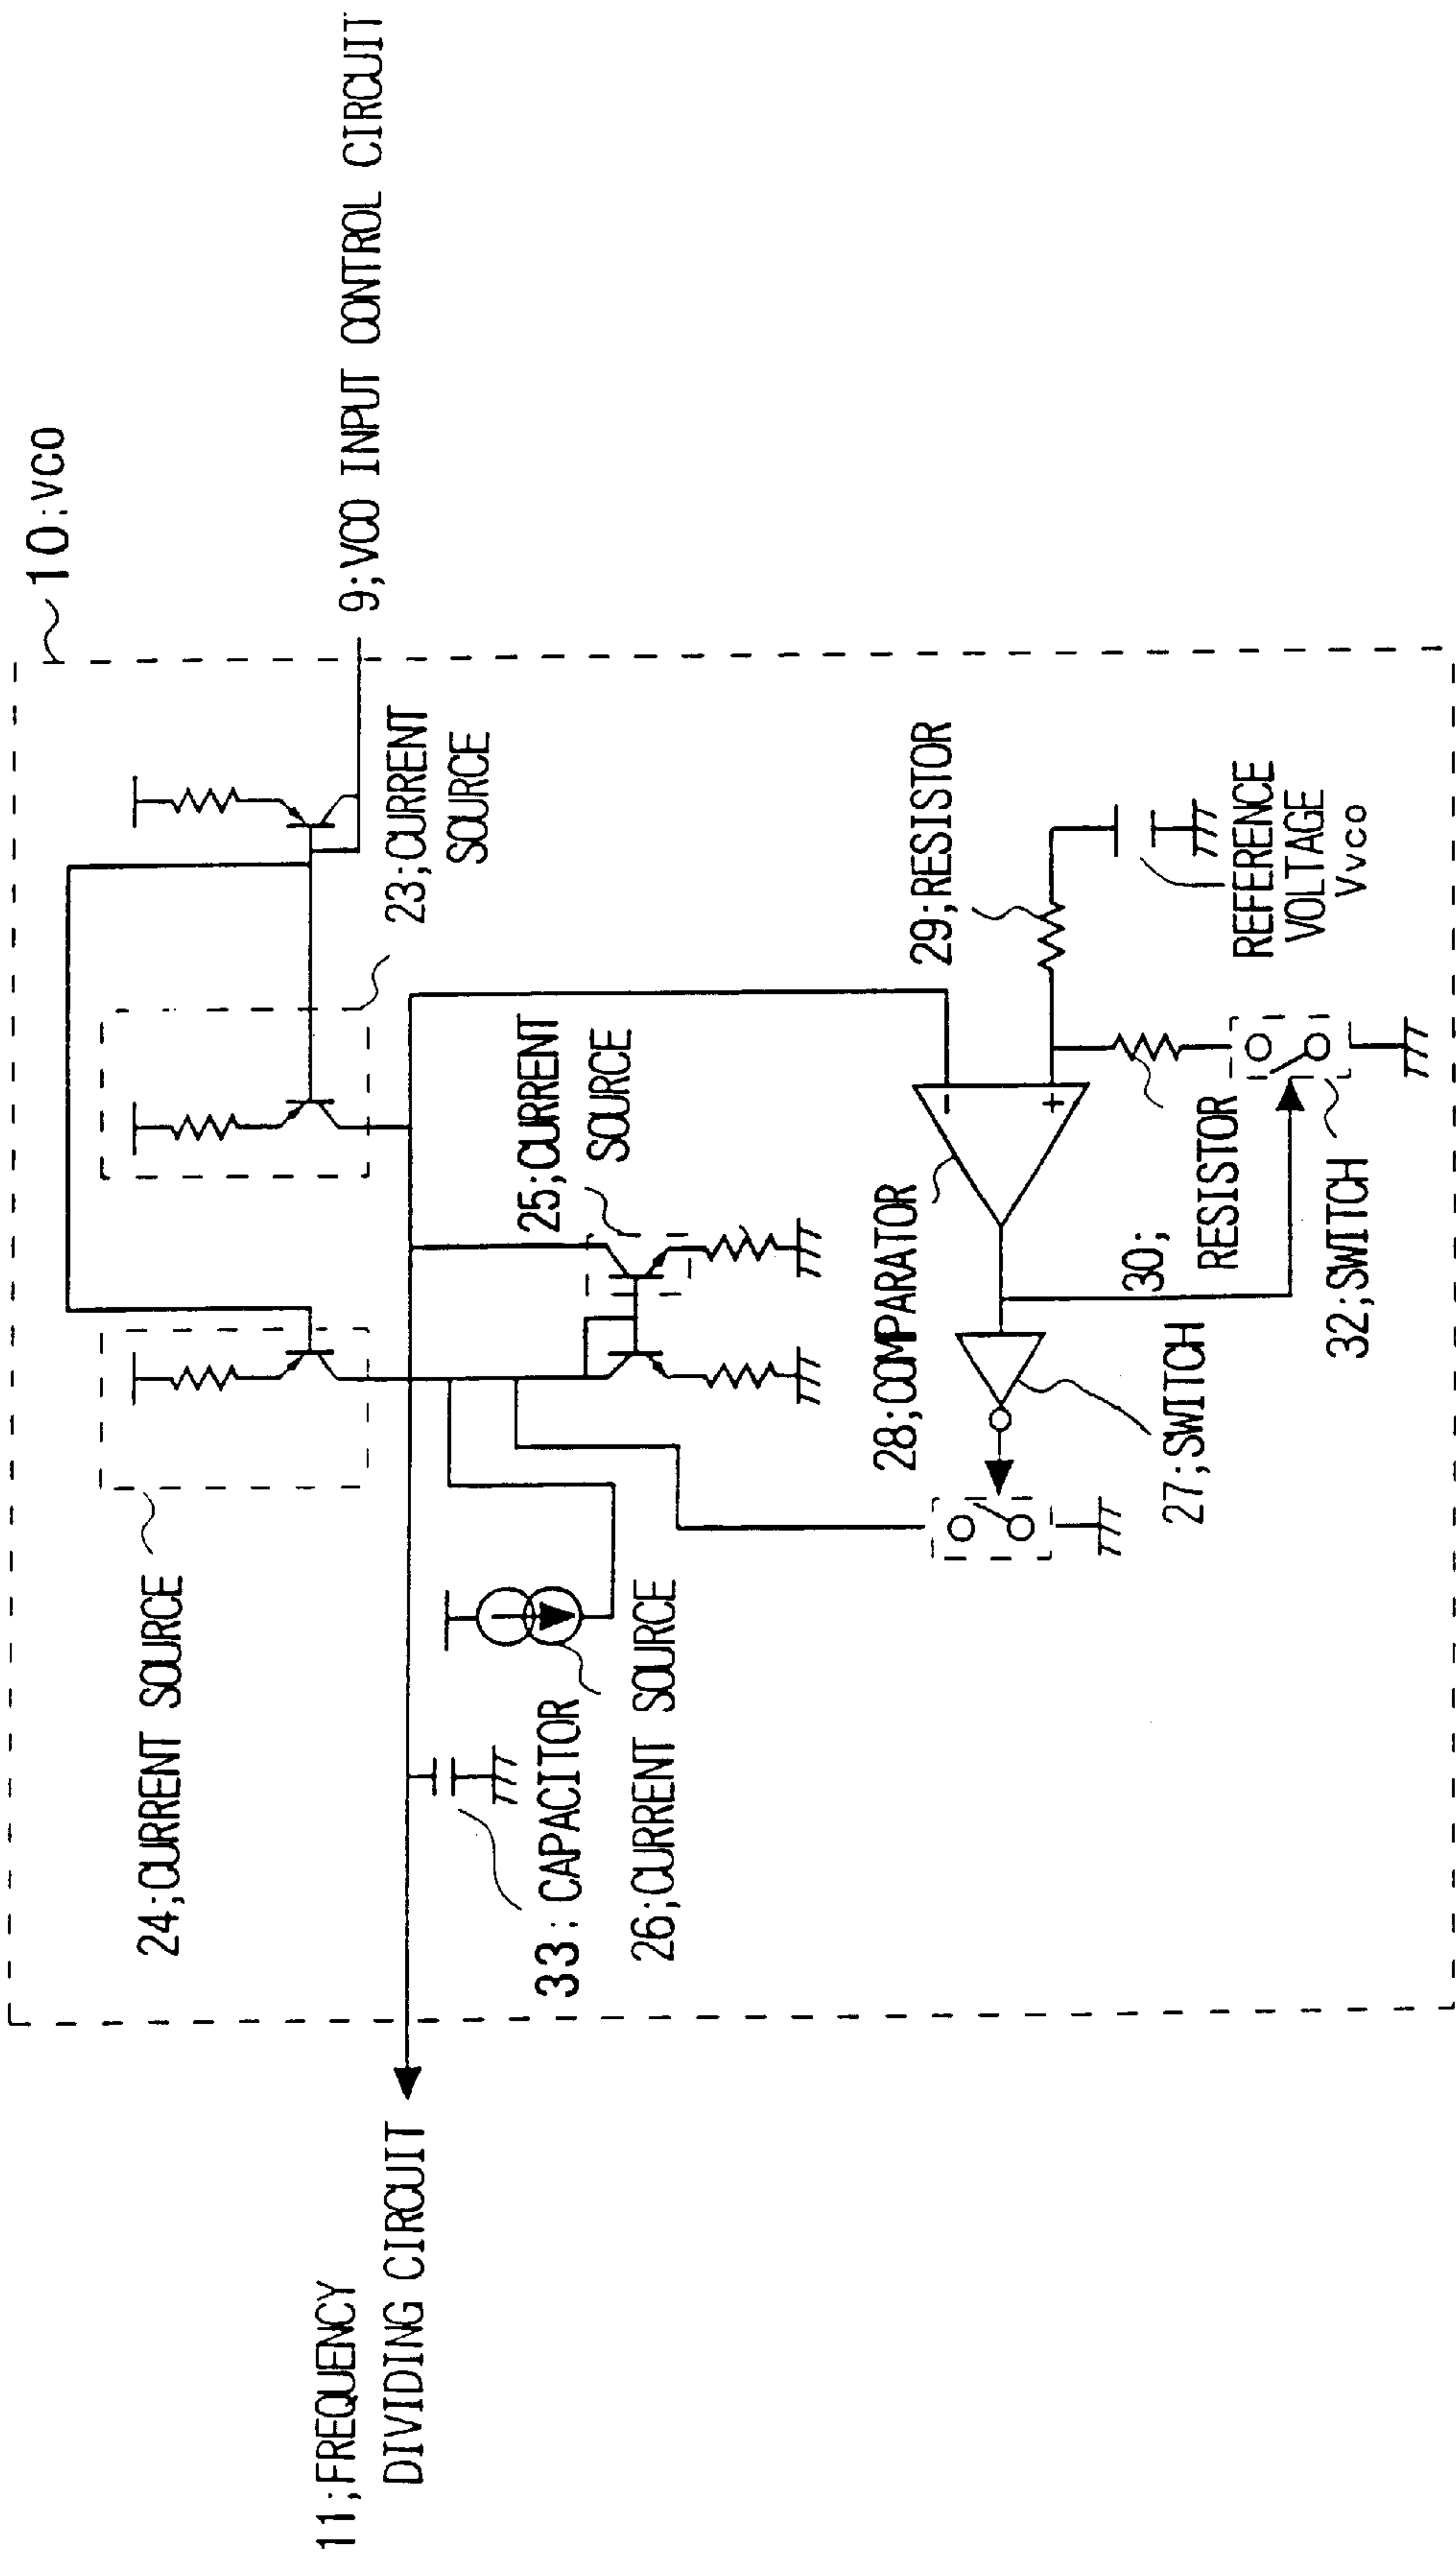 10:VCO
9;VCO INPUT CONTROL CIRCUIT
23;CURRENT
SOURCE
24;CURRENT SOURCE
25;CURRENT
SOURCE
33: CAPACITOR
26;CURRENT SOURCE
11;FREQUENCY
DIVIDING CIRCUIT
29;RESISTOR
REFERENCE
VOLTAGE
Vvco
-
+
28;COMPARATOR
30;
RESISTOR
27;SWITCH
32;SWITCH